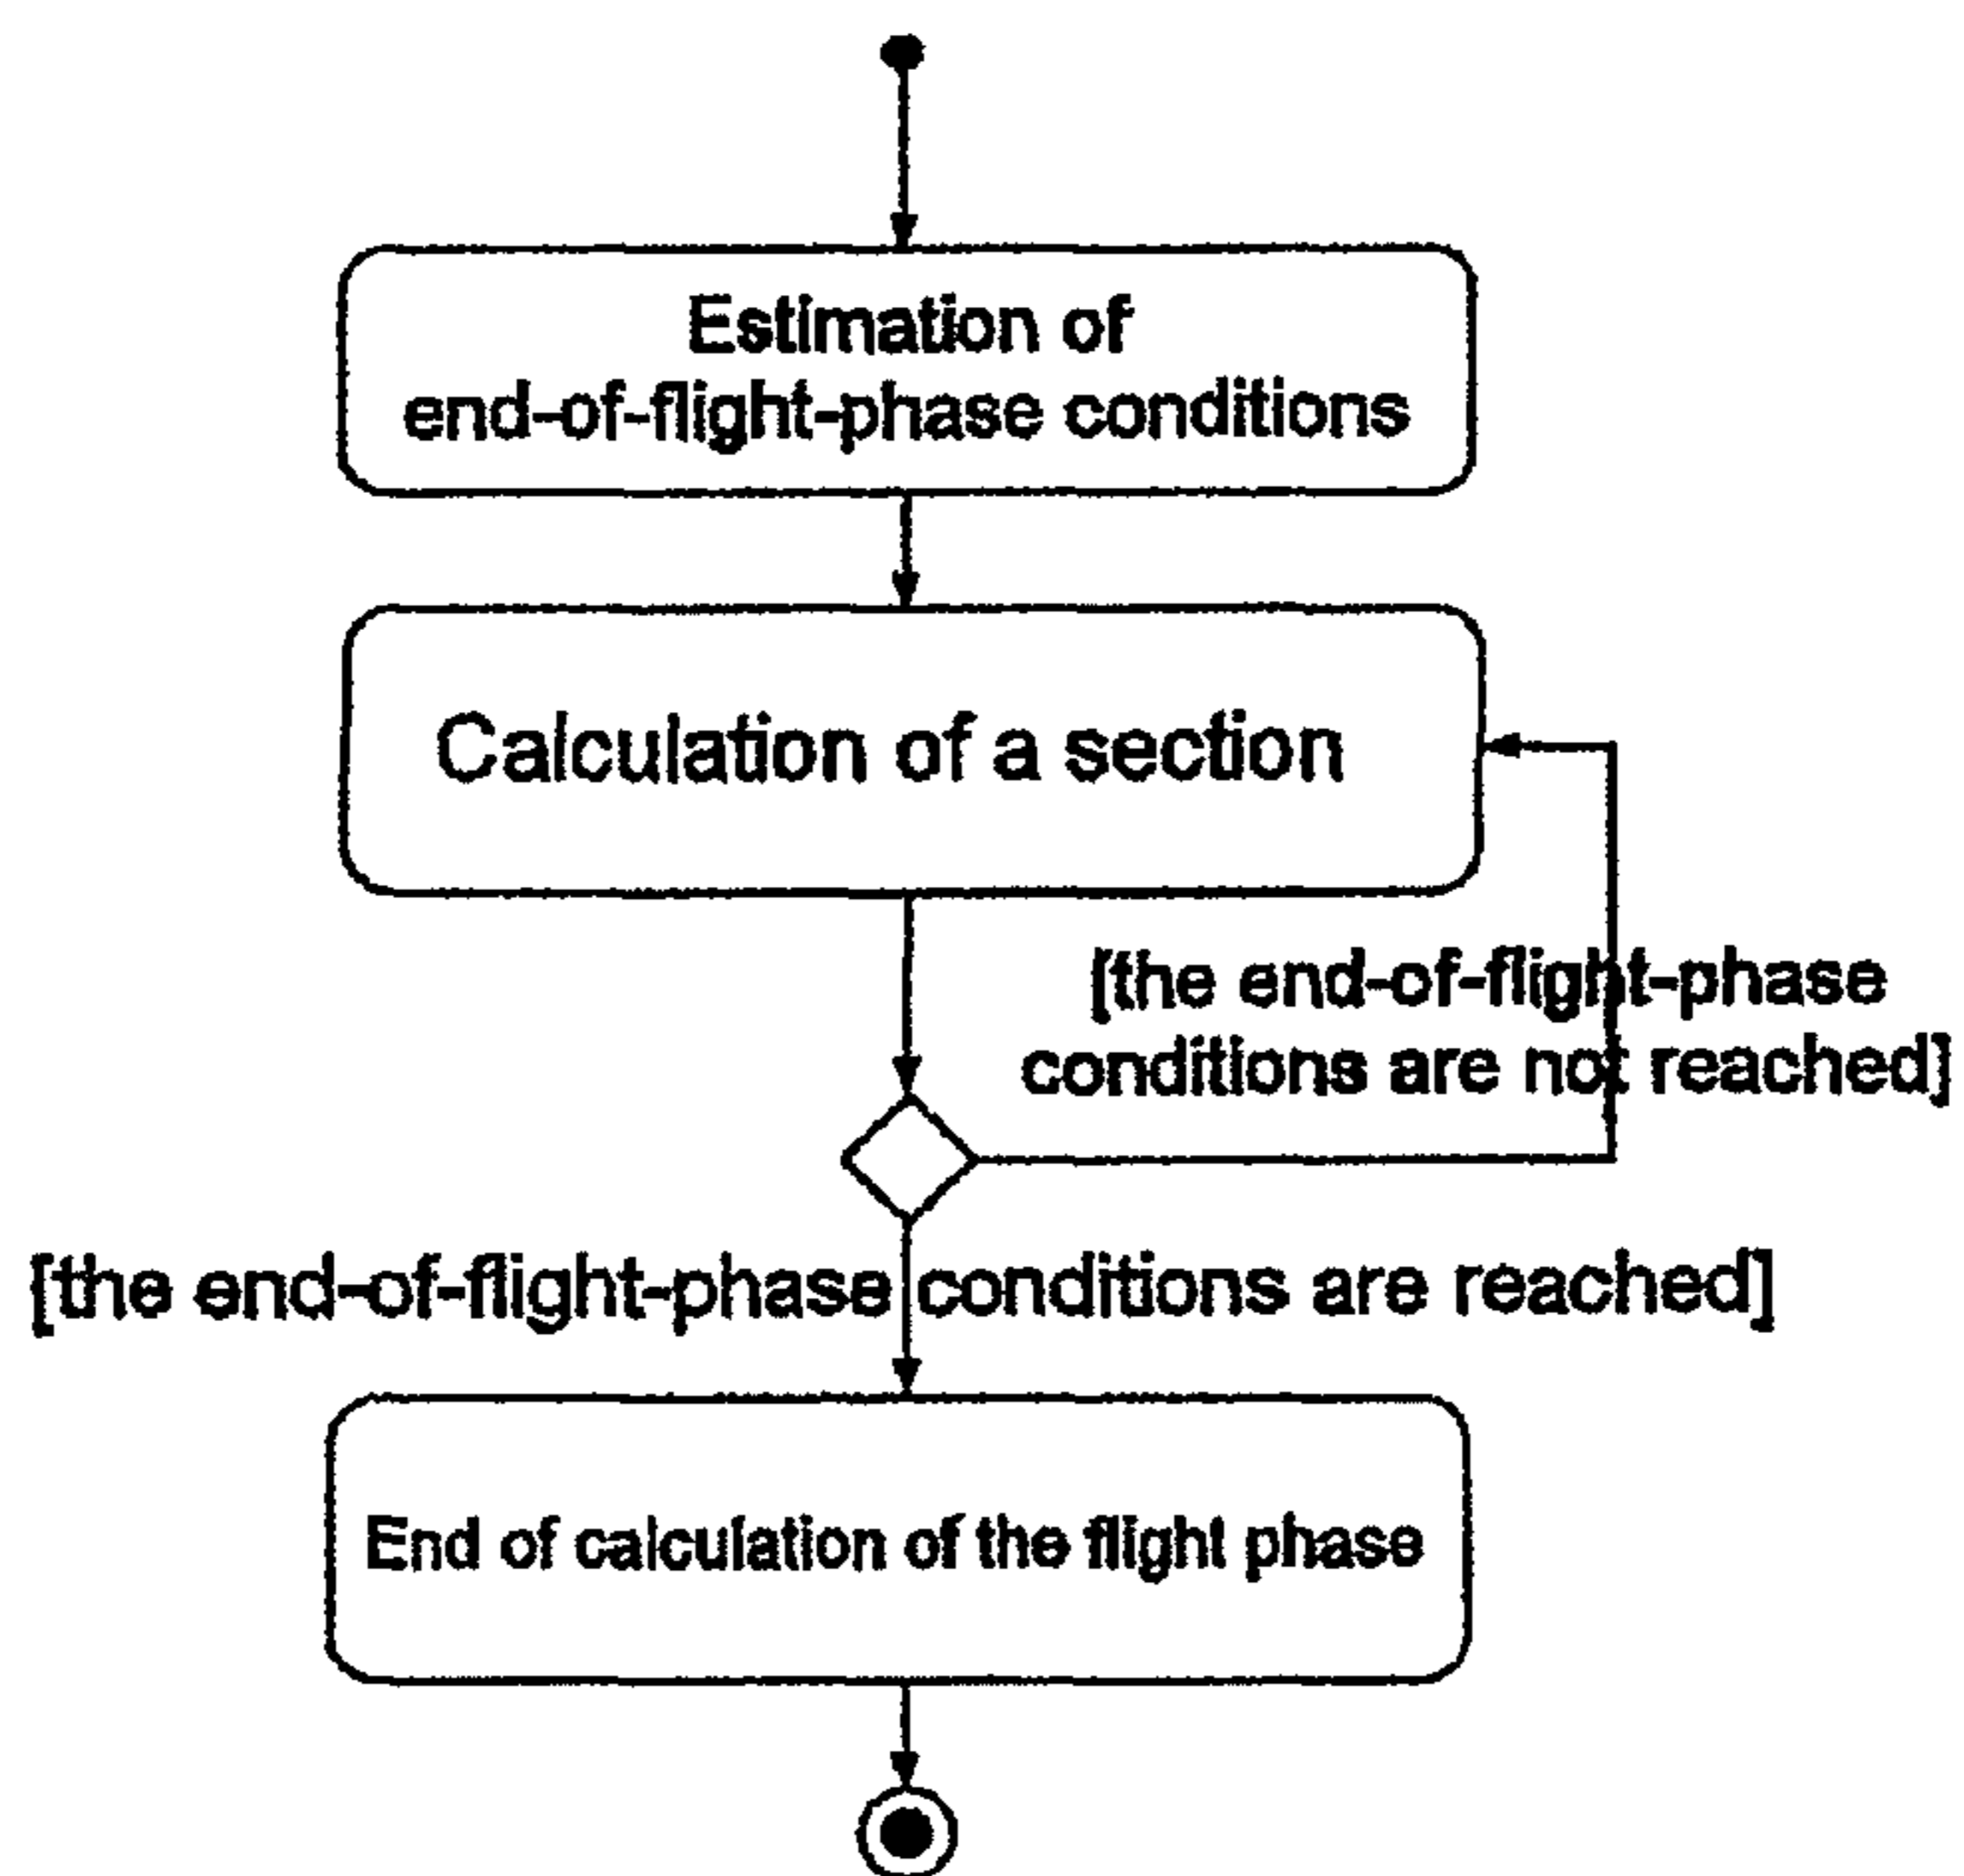 Estimation of
end-of-flight-phase conditions
Calculation of a section
[the end-of-flight-phase
conditions are not reached]
[the end-of-flight-phase conditions are reached]
End of calculation of the flight phase